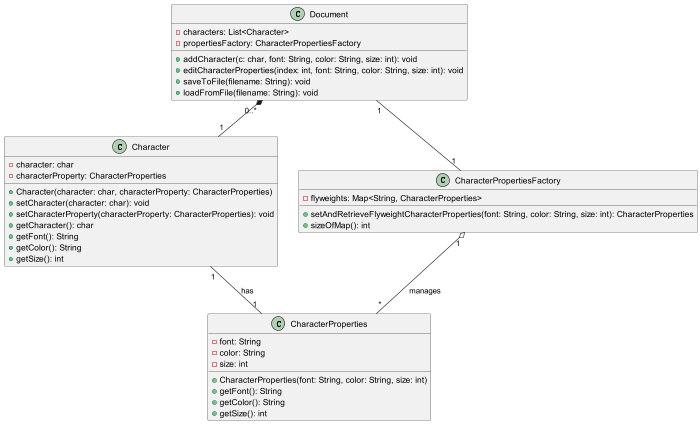 C Document
characters: List<Character>
propertiesFactory: CharacterPropertiesFactory
addCharacter(c: char, font: String, color: String, size: int): void
editCharacterProperties(index: int, font: String, color: String, size: int): void
saveToFile(filename: String): void
loadFromFile(filename: String): void
0..*
1
1
1
C Character
character: char
characterProperty: CharacterProperties
Character(character: char, characterProperty: CharacterProperties)
setCharacter(character: char): void
setCharacterProperty(characterProperty: CharacterProperties): void
getCharacter(): char
getFont(): String
getColor(): String
getSize(): int
C CharacterPropertiesFactory
flyweights: Map<String, CharacterProperties>
setAndRetrieveFlyweightCharacterProperties(font: String, color: String, size: int): CharacterProperties
sizeOfMap(): int
1
1
has
manages
1
*
C CharacterProperties
font: String
color: String
size: int
CharacterProperties(font: String, color: String, size: int)
getFont(): String
getColor(): String
getSize(): int